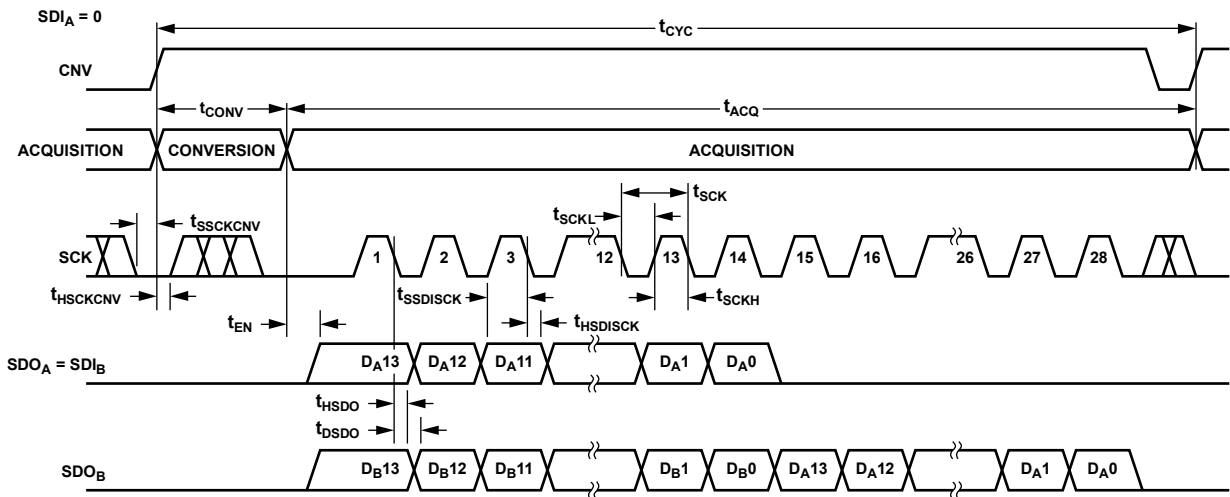 SDIA = 0
tCYC
CNV
tCONV
tACQ
ACQUISITION
CONVERSION
ACQUISITION
tSCK
tSSCKCNV
tSCKL
SCK
1
2
3
12
13
14
15
16
26
27
28
tHSCKCNV
tSSDISCK
tSCKH
tEN
tHSDISCK
SDOA = SDIB
DA13
DA12
DA11
DA1
DA0
tHSDO
tDSDO
SDOB
DB13
DB12
DB11
DB1
DB0
DA13
DA12
DA1
DA0